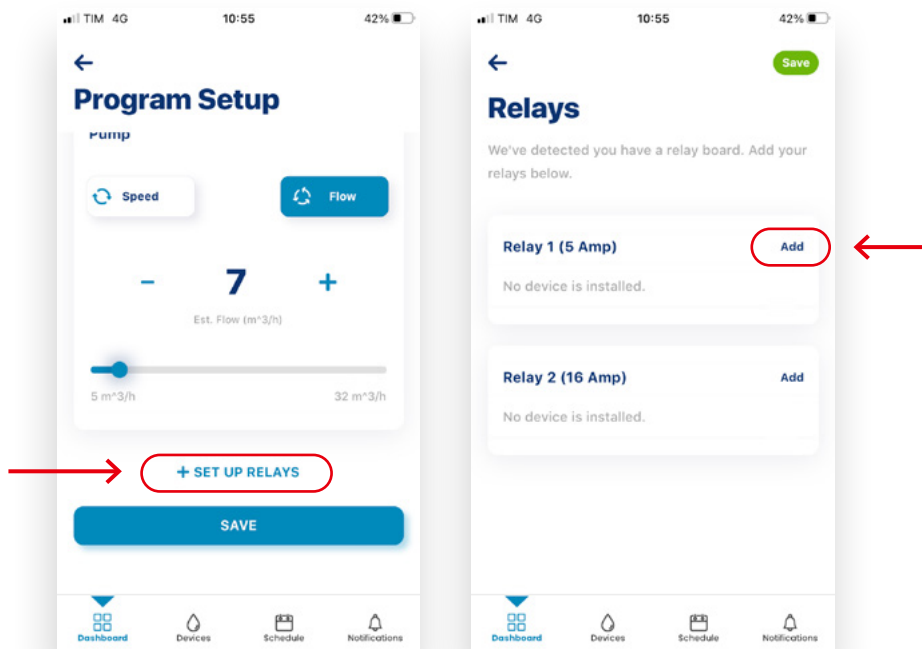 TIM 4G 10:55 42%
Program Setup
Pump
Speed Flow
- 7 +
Est. Flow (m^3/h)
5 m^3/h 32 m^3/h
+ SET UP RELAYS
SAVE
Dashboard Devices Schedule Notifications
TIM 4G 10:55 42%
Save
Relays
We've detected you have a relay board. Add your
relays below.
Relay 1 (5 Amp) Add
No device is installed.
Relay 2 (16 Amp) Add
No device is installed.
Dashboard Devices Schedule Notifications